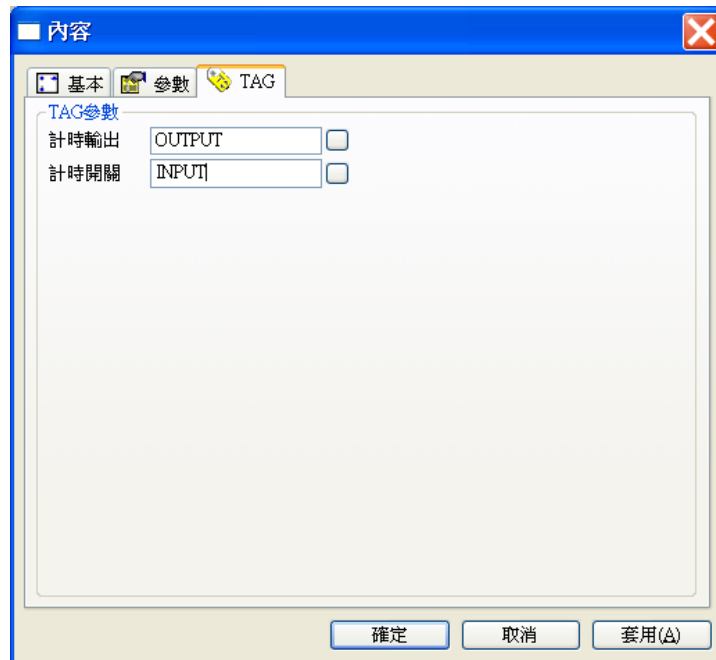 內容
基本 參數 TAG
TAG參數
計時輸出 OUTPUT
計時開關 INPUT
確定 取消 套用(A)